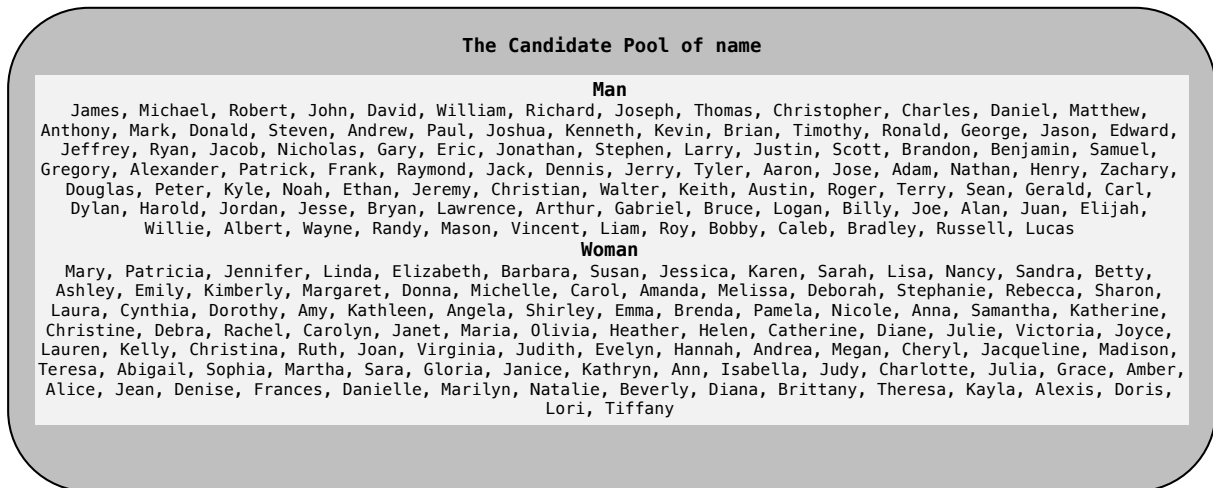 The Candidate Pool of name
Man
James, Michael, Robert, John, David, William, Richard, Joseph, Thomas, Christopher, Charles, Daniel, Matthew,
Anthony, Mark, Donald, Steven, Andrew, Paul, Joshua, Kenneth, Kevin, Brian, Timothy, Ronald, George, Jason, Edward,
Jeffrey, Ryan, Jacob, Nicholas, Gary, Eric, Jonathan, Stephen, Larry, Justin, Scott, Brandon, Benjamin, Samuel,
Gregory, Alexander, Patrick, Frank, Raymond, Jack, Dennis, Jerry, Tyler, Aaron, Jose, Adam, Nathan, Henry, Zachary,
Douglas, Peter, Kyle, Noah, Ethan, Jeremy, Christian, Walter, Keith, Austin, Roger, Terry, Sean, Gerald, Carl,
Dylan, Harold, Jordan, Jesse, Bryan, Lawrence, Arthur, Gabriel, Bruce, Logan, Billy, Joe, Alan, Juan, Elijah,
Willie, Albert, Wayne, Randy, Mason, Vincent, Liam, Roy, Bobby, Caleb, Bradley, Russell, Lucas
Woman
Mary, Patricia, Jennifer, Linda, Elizabeth, Barbara, Susan, Jessica, Karen, Sarah, Lisa, Nancy, Sandra, Betty,
Ashley, Emily, Kimberly, Margaret, Donna, Michelle, Carol, Amanda, Melissa, Deborah, Stephanie, Rebecca, Sharon,
Laura, Cynthia, Dorothy, Amy, Kathleen, Angela, Shirley, Emma, Brenda, Pamela, Nicole, Anna, Samantha, Katherine,
Christine, Debra, Rachel, Carolyn, Janet, Maria, Olivia, Heather, Helen, Catherine, Diane, Julie, Victoria, Joyce,
Lauren, Kelly, Christina, Ruth, Joan, Virginia, Judith, Evelyn, Hannah, Andrea, Megan, Cheryl, Jacqueline, Madison,
Teresa, Abigail, Sophia, Martha, Sara, Gloria, Janice, Kathryn, Ann, Isabella, Judy, Charlotte, Julia, Grace, Amber,
Alice, Jean, Denise, Frances, Danielle, Marilyn, Natalie, Beverly, Diana, Brittany, Theresa, Kayla, Alexis, Doris,
Lori, Tiffany